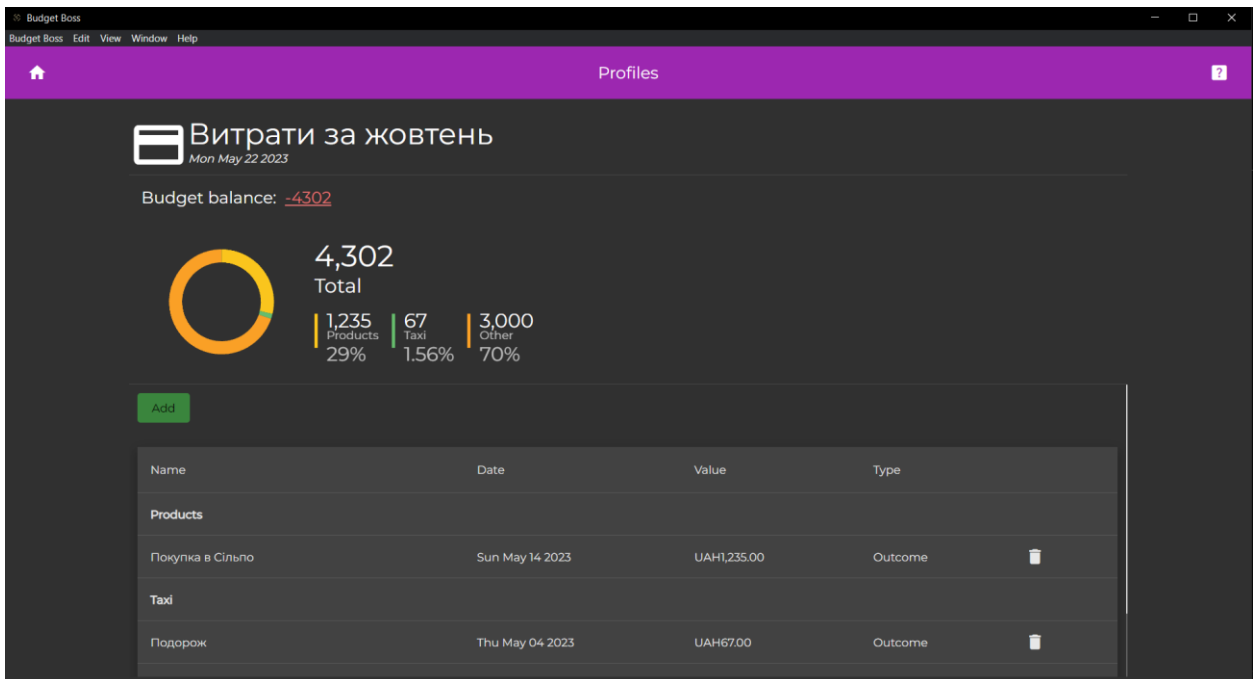 Budget Boss
Budget Boss Edit View Window Help
Profiles
Витрати за жовтень
Mon May 22 2023
Budget balance: -4302
4,302
Total
1,235 67 3,000
Products Taxi Other
29% 1.56% 70%
Add
Name Date Value Type
Products
Покупка в Сільпо Sun May 14 2023 UAH1,235.00 Outcome
Taxi
Подорож Thu May 04 2023 UAH67.00 Outcome